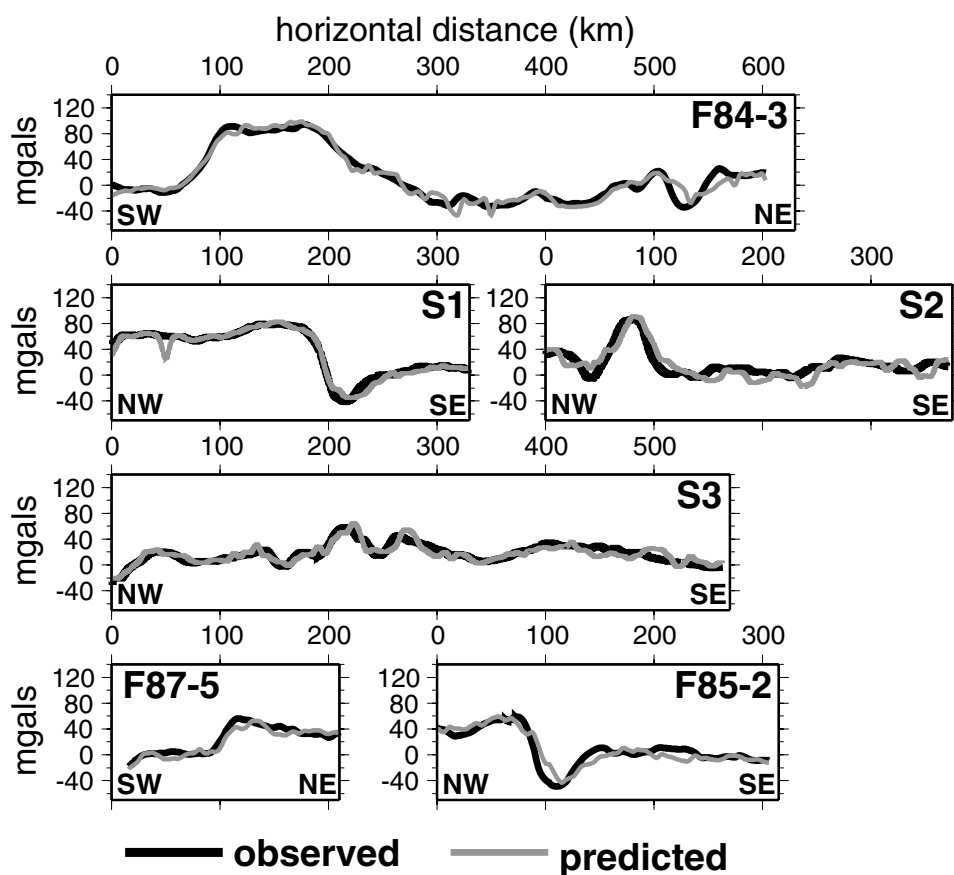 horizontal distance (km)
0 100 200 300 400 500 600
120
80
40
0
-40
mgals
F84-3
SW NE
0 100 200 300 0 100 200 300
120
80
40
0
-40
S1
NW SE
120
80
40
0
-40
S2
NW SE
0 100 200 300 400 500
120
80
40
0
-40
mgals
S3
NW SE
0 100 200 0 100 200 300
120
80
40
0
-40
mgals
F87-5
SW NE
120
80
40
0
-40
F85-2
NW SE
observed predicted